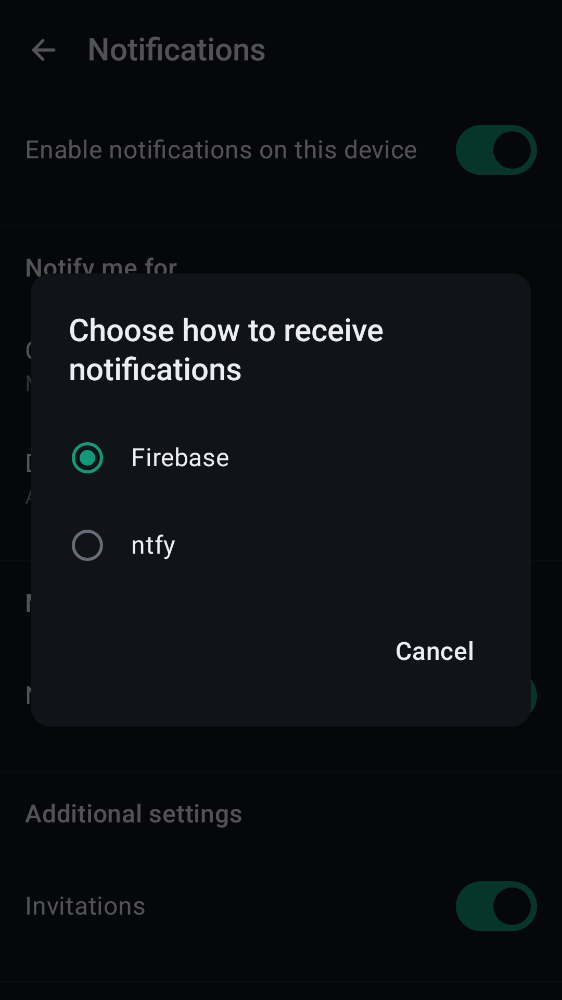 Notifications
Enable notifications on this device
Notify me for
Choose how to receive
notifications
Firebase
ntfy
Cancel
Additional settings
Invitations